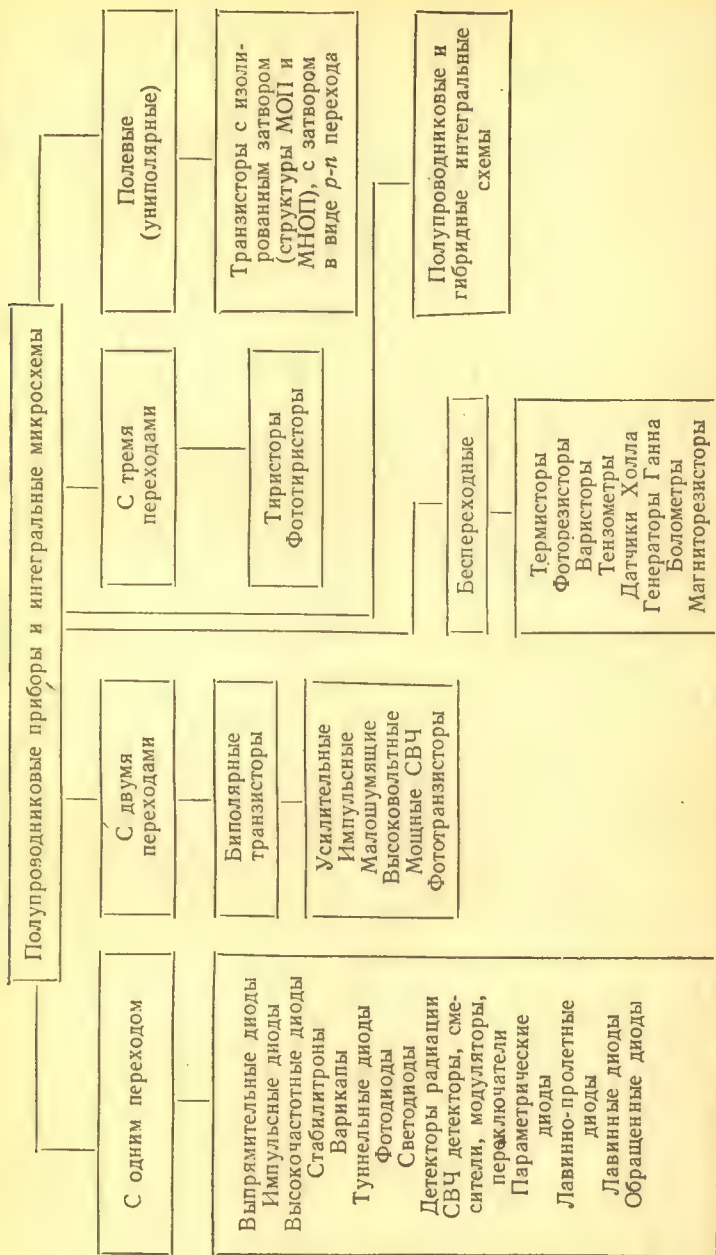 Полупроводниковые приборы и интегральные микросхемы
С одним переходом
Выпрямительные диоды
Импульсные диоды
Высокочастотные диоды
Стабилитроны
Варикапы
Туннельные диоды
Фотодиоды
Светодиоды
Детекторы радиации
СВЧ детекторы, сме-
сители, модуляторы,
переключатели
Параметрические
диоды
Лавинно-пролетные
диоды
Лавинные диоды
Обращенные диоды
С двумя
переходами
Биполярные
транзисторы
Усилительные
Импульсные
Малошумящие
Высоковольтные
Мощные СВЧ
Фототранзисторы
С тремя
переходами
Тиристоры
Фототиристоры
Полевые
(униполярные)
Транзисторы с изоли-
рованным затвором
(структуры МОП и
МНОП), с затвором
в виде p-n перехода
Беспереходные
Термисторы
Фоторезисторы
Варисторы
Тензометры
Датчики Холла
Генераторы Ганна
Болометры
Магниторезисторы
Полупроводниковые и
гибридные интегральные
схемы